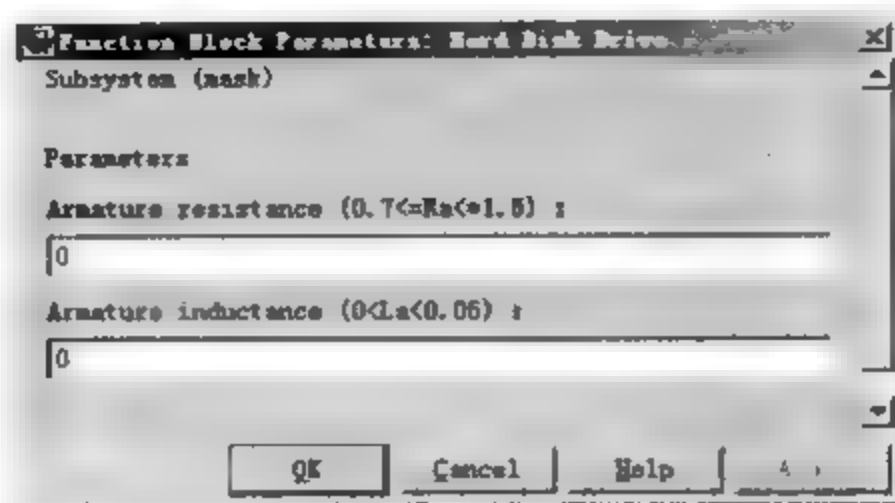 Function Block Parameters: Hard Disk Drive
Subsystem (mask)
Parameters
Armature resistance (0.7<=Ra<=1.5) :
0
Armature inductance (0<La<0.06) :
0
OK
Cancel
Help